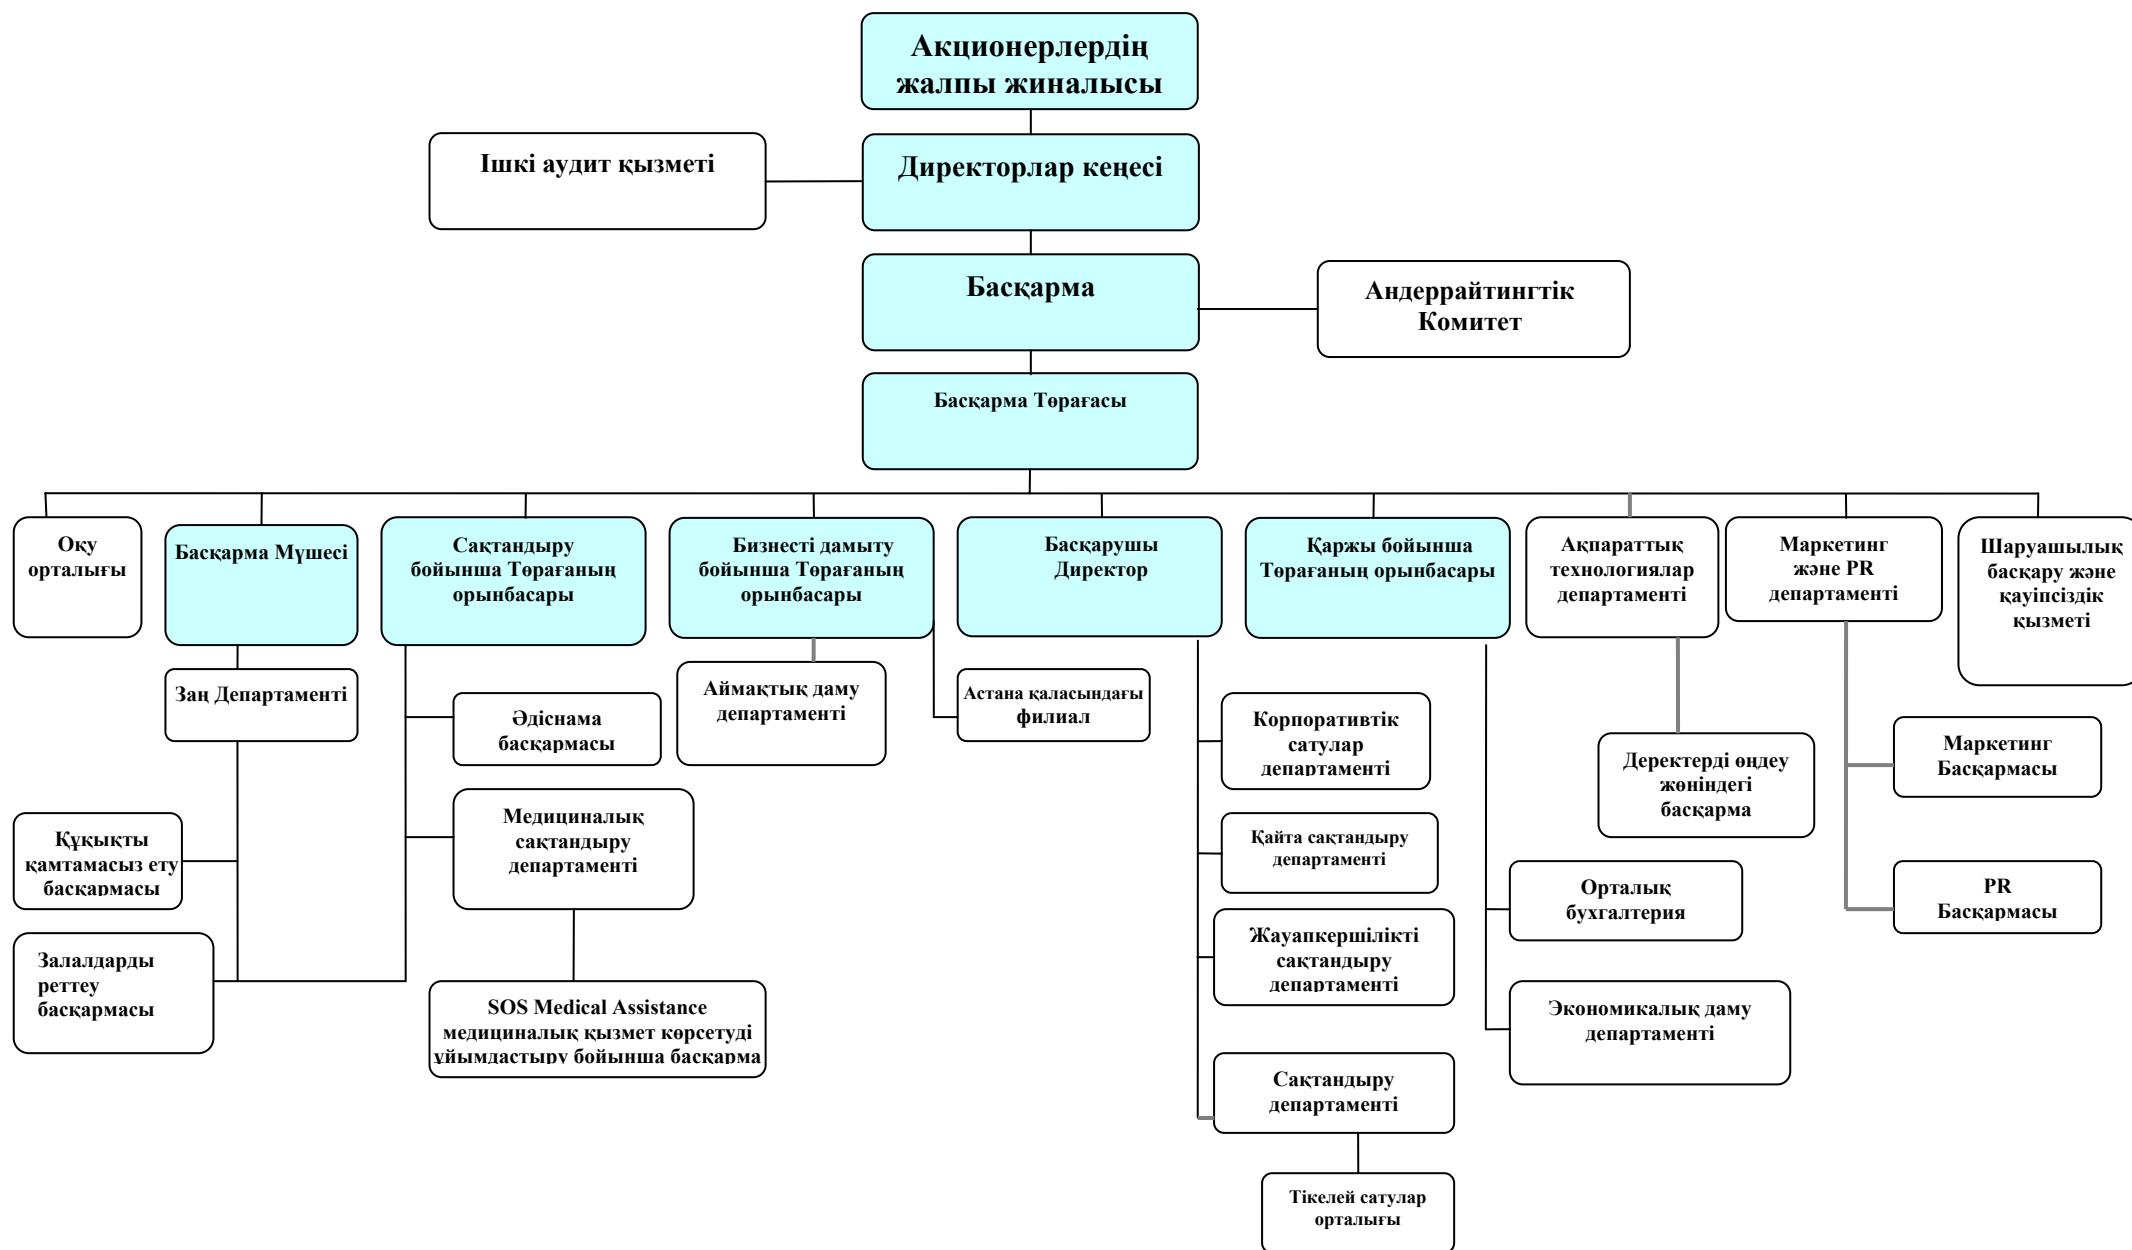 Акционерлердің
жалпы жиналысы
Ішкі аудит қызметі
Директорлар кеңесі
Басқарма
Андеррайтингтік
Комитет
Басқарма Төрағасы
Оқу
орталығы
Басқарма Мүшесі
Сақтандыру
бойынша Төрағаның
орынбасары
Бизнесті дамыту
бойынша Төрағаның
орынбасары
Басқарушы
Директор
Қаржы бойынша
Төрағаның орынбасары
Ақпараттық
технологиялар
департаменті
Маркетинг
және PR
департаменті
Шаруашылық
басқару және
қауіпсіздік
қызметі
Заң Департаменті
Әдіснама
басқармасы
Аймақтық даму
департаменті
Астана қаласындағы
филиал
Корпоративтік
сатулар
департаменті
Деректерді өңдеу
жөніндегі
басқарма
Маркетинг
Басқармасы
Құқықты
қамтамасыз ету
басқармасы
Медициналық
сақтандыру
департаменті
Қайта сақтандыру
департаменті
Орталық
бухгалтерия
PR
Басқармасы
Залалдарды
реттеу
басқармасы
Жауапкершілікті
сақтандыру
департаменті
SOS Medical Assistance
медициналық қызмет көрсетуді
ұйымдастыру бойынша басқарма
Экономикалық даму
департаменті
Сақтандыру
департаменті
Тікелей сатулар
орталығы